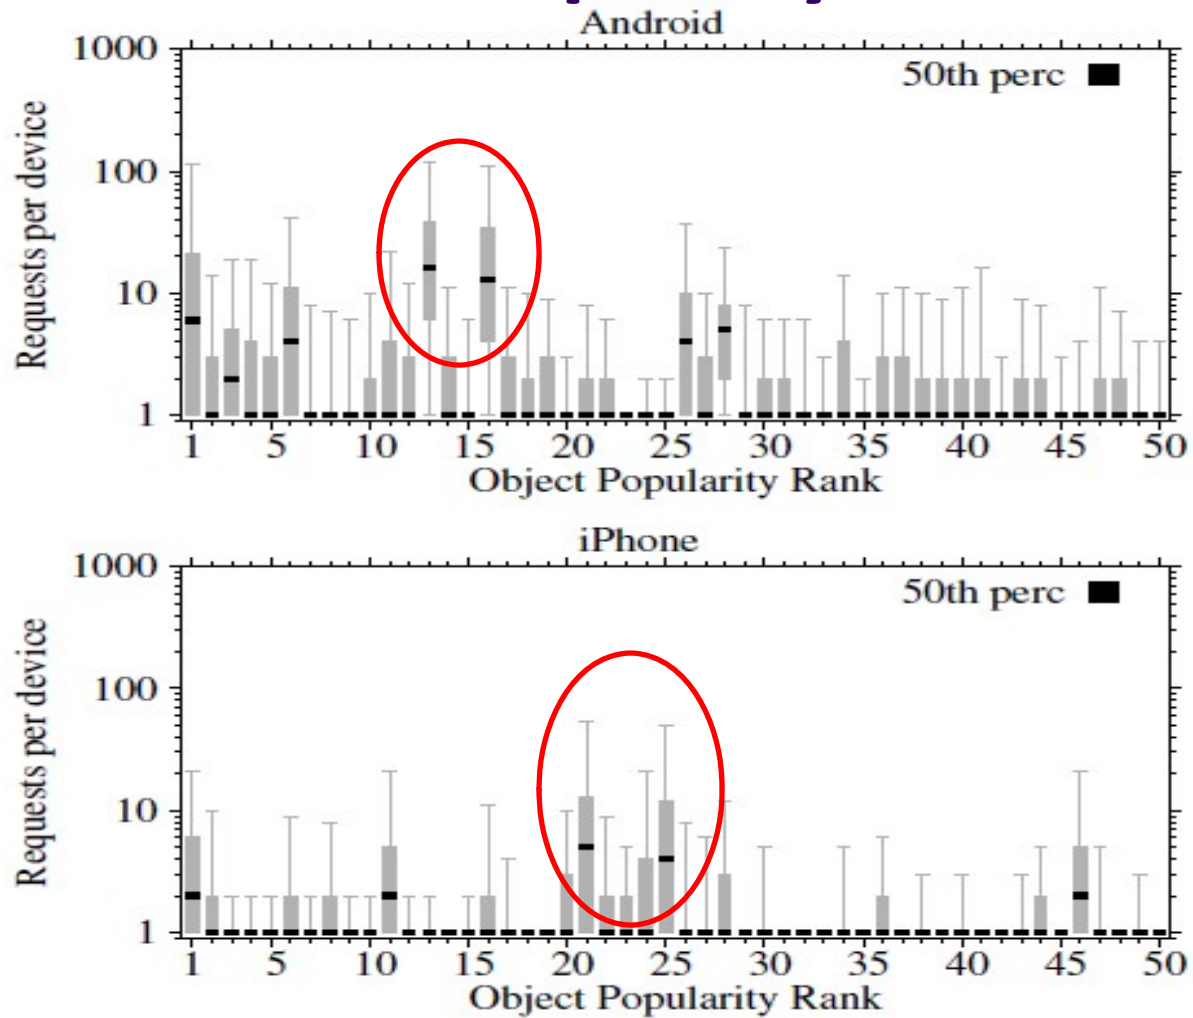 Android
1000
50th perc
100
10
1
Requests per device
1 5 10 15 20 25 30 35 40 45 50
Object Popularity Rank
iPhone
1000
50th perc
100
10
1
Requests per device
1 5 10 15 20 25 30 35 40 45 50
Object Popularity Rank